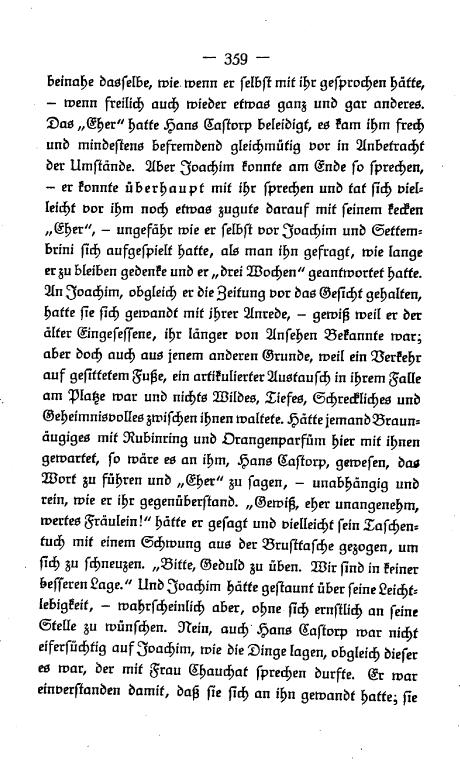 — 359 —
beinahe dasselbe, wie wenn er selbst mit ihr gesprochen hätte,
– wenn freilich auch wieder etwas ganz und gar anderes.
Das „Eher“ hatte Hans Castorp beleidigt, es kam ihm frech
und mindestens befremdend gleichmütig vor in Anbetracht
der Umstände. Aber Joachim konnte am Ende so sprechen,
– er konnte überhaupt mit ihr sprechen und tat sich viel-
leicht vor ihm noch etwas zugute darauf mit seinem kecken
„Eher“, – ungefähr wie er selbst vor Joachim und Settem-
brini sich aufgespielt hatte, als man ihn gefragt, wie lange
er zu bleiben gedenke und er „drei Wochen“ geantwortet hatte.
An Joachim, obgleich er die Zeitung vor das Gesicht gehalten,
hatte sie sich gewandt mit ihrer Anrede, – gewiß weil er der
älter Eingesessene, ihr länger von Ansehen Bekannte war;
aber doch auch aus jenem anderen Grunde, weil ein Verkehr
auf gesittetem Fuße, ein artikulierter Austausch in ihrem Falle
am Platze war und nichts Wildes, Tiefes, Schreckliches und
Geheimnisvolles zwischen ihnen waltete. Hätte jemand Braun-
äugiges mit Rubinring und Orangenparfüm hier mit ihnen
gewartet, so wäre es an ihm, Hans Castorp, gewesen, das
Wort zu führen und „Eher“ zu sagen, – unabhängig und
rein, wie er ihr gegenüberstand. „Gewiß, eher unangenehm,
wertes Fräulein!“ hätte er gesagt und vielleicht sein Taschen-
tuch mit einem Schwung aus der Brusttasche gezogen, um
sich zu schneuzen. „Bitte, Geduld zu üben. Wir sind in keiner
besseren Lage.“ Und Joachim hätte gestaunt über seine Leicht-
lebigkeit, – wahrscheinlich aber, ohne sich ernstlich an seine
Stelle zu wünschen. Nein, auch Hans Castorp war nicht
eifersüchtig auf Joachim, wie die Dinge lagen, obgleich dieser
es war, der mit Frau Chauchat sprechen durfte. Er war
einverstanden damit, daß sie sich an ihn gewandt hatte; sie